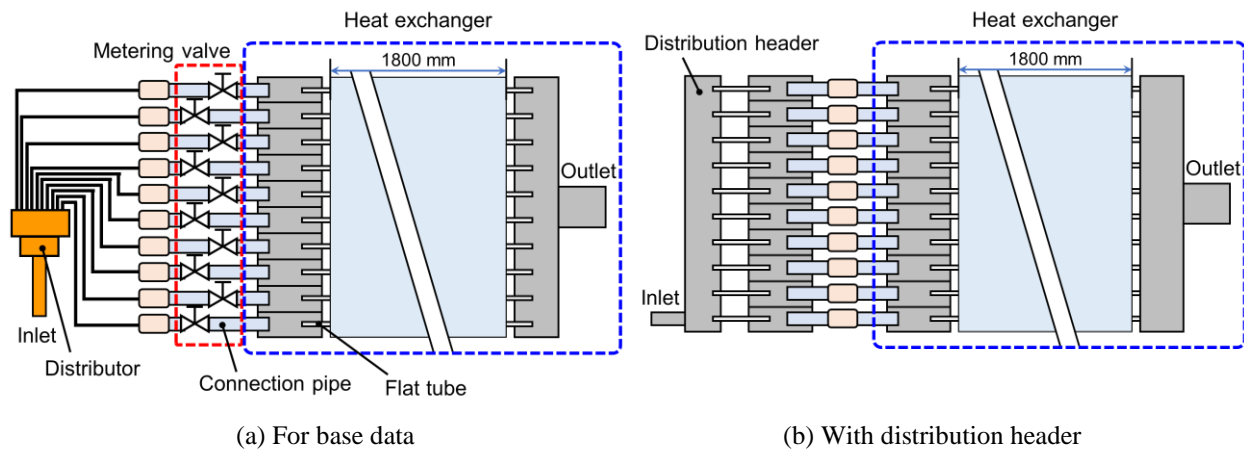 Heat exchanger
Metering valve
1800 mm
Outlet
Inlet
Distributor
Connection pipe
Flat tube
(a) For base data
Heat exchanger
Distribution header
1800 mm
Outlet
Inlet
(b) With distribution header